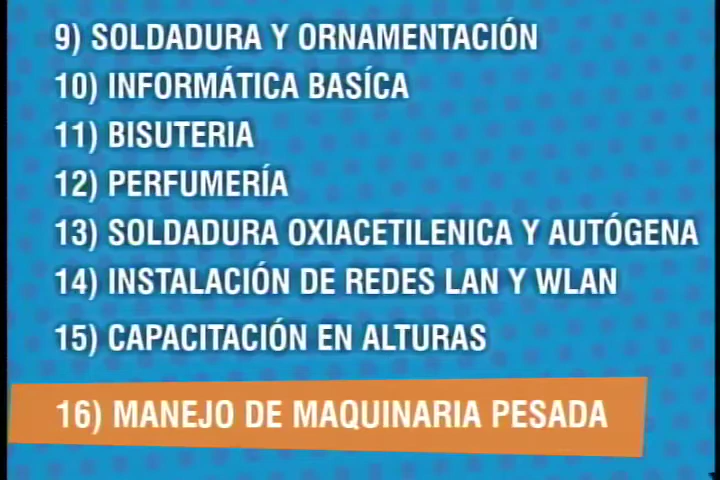 9) SOLDADURA Y ORNAMENTACIÓN
10) INFORMÁTICA BASÍCA
11) BISUTERIA
12) PERFUMERÍA
13) SOLDADURA OXIACETILENICA Y AUTÓGENA
14) INSTALACIÓN DE REDES LAN Y WLAN
15) CAPACITACIÓN EN ALTURAS
16) MANEJO DE MAQUINARIA PESADA